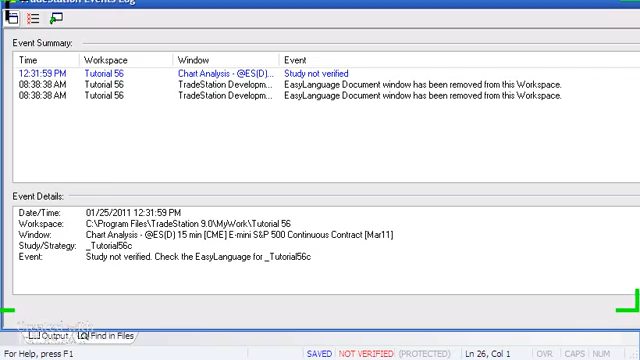 TradeStation Events Log
Event Summary:
Time Workspace Window Event
12:31:59 PM Tutorial 56 Chart Analysis - @ES(D)... Study not verified
08:38:38 AM Tutorial 56 TradeStation Developm... EasyLanguage Document window has been removed from this Workspace.
08:38:38 AM Tutorial 56 TradeStation Developm... EasyLanguage Document window has been removed from this Workspace.
Event Details:
Date/Time: 01/25/2011 12:31:59 PM
Workspace: C:\Program Files\TradeStation 9.0\MyWork\Tutorial 56
Window: Chart Analysis - @ES(D) 15 min [CME] E-mini S&P 500 Continuous Contract [Mar11]
Study/Strategy: _Tutorial56c
Event: Study not verified. Check the EasyLanguage for _Tutorial56c
Created with
Output Find in Files
For Help, press F1 SAVED NOT VERIFIED (PROTECTED) Ln 26, Col 1 OVR CAPS NUM